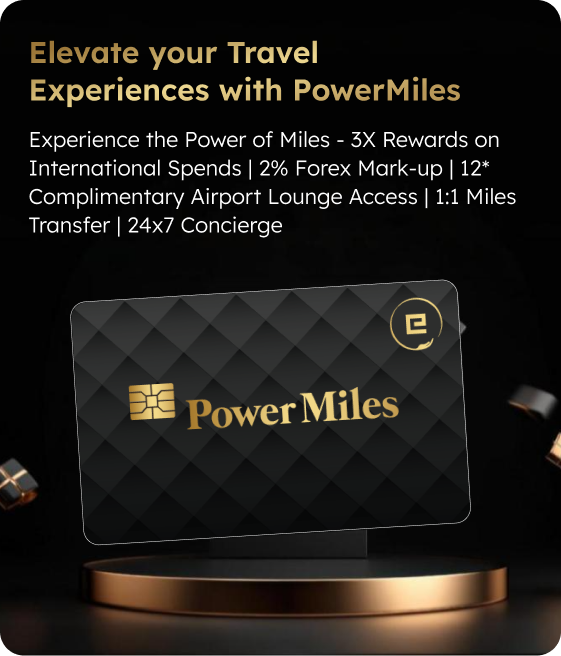 Elevate your Travel
Experiences with PowerMiles
Experience the Power of Miles - 3X Rewards on
International Spends | 2% Forex Mark-up | 12*
Complimentary Airport Lounge Access | 1:1 Miles
Transfer | 24x7 Concierge
Power Miles